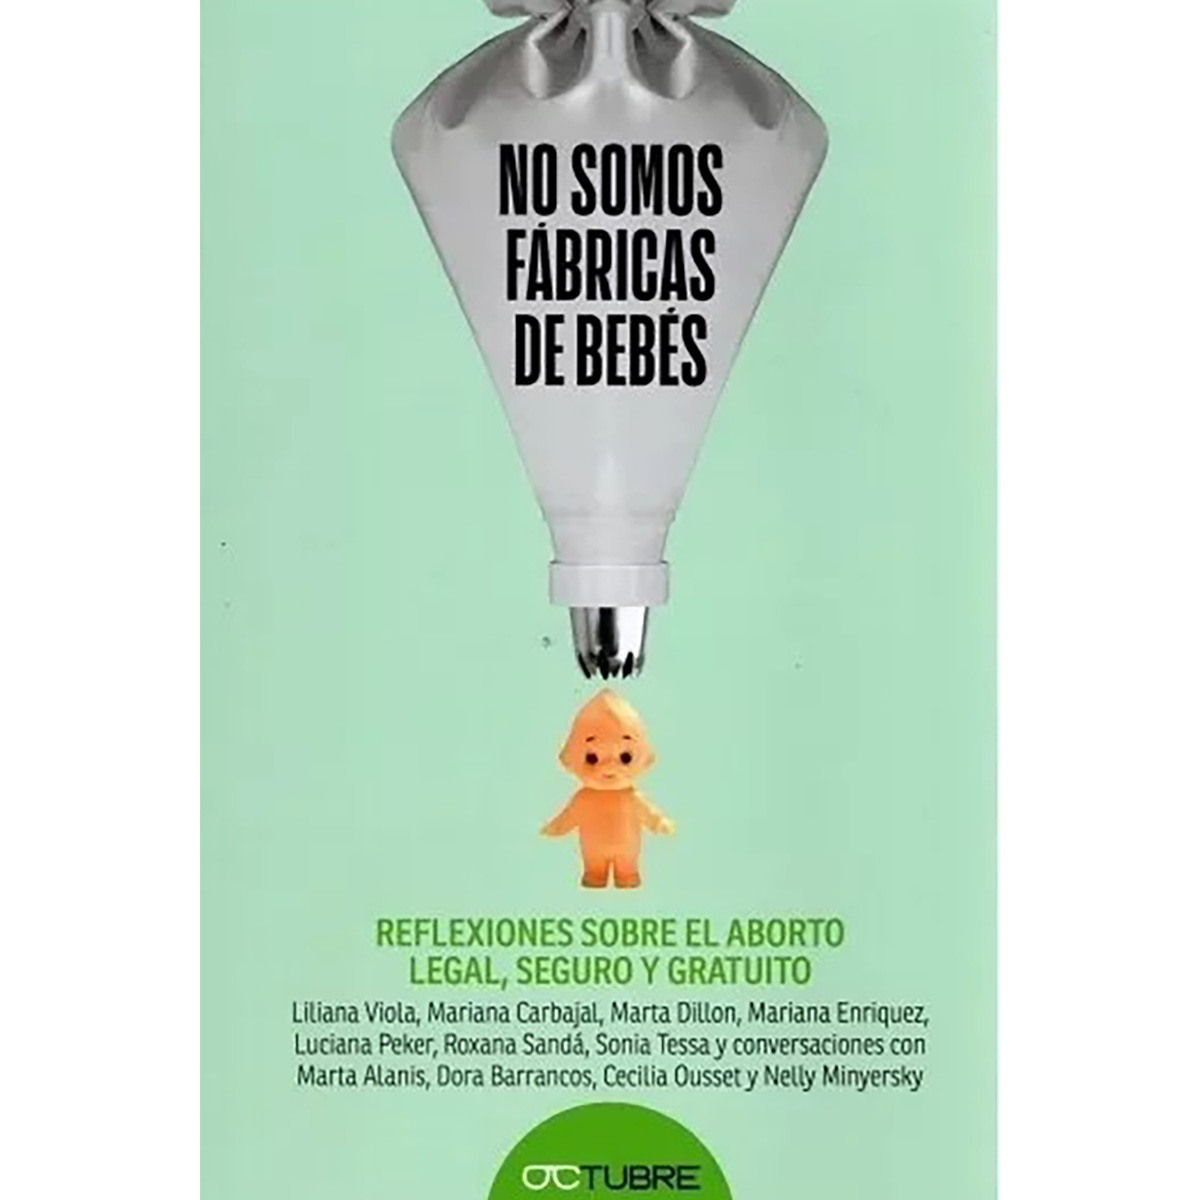 NO SOMOS
FÁBRICAS
DE BEBÉS
REFLEXIONES SOBRE EL ABORTO
LEGAL, SEGURO Y GRATUITO
Liliana Viola, Mariana Carbajal, Marta Dillon, Mariana Enriquez,
Luciana Peker, Roxana Sandá, Sonia Tessa y conversaciones con
Marta Alanis, Dora Barrancos, Cecilia Ousset y Nelly Minyersky
OCTUBRE